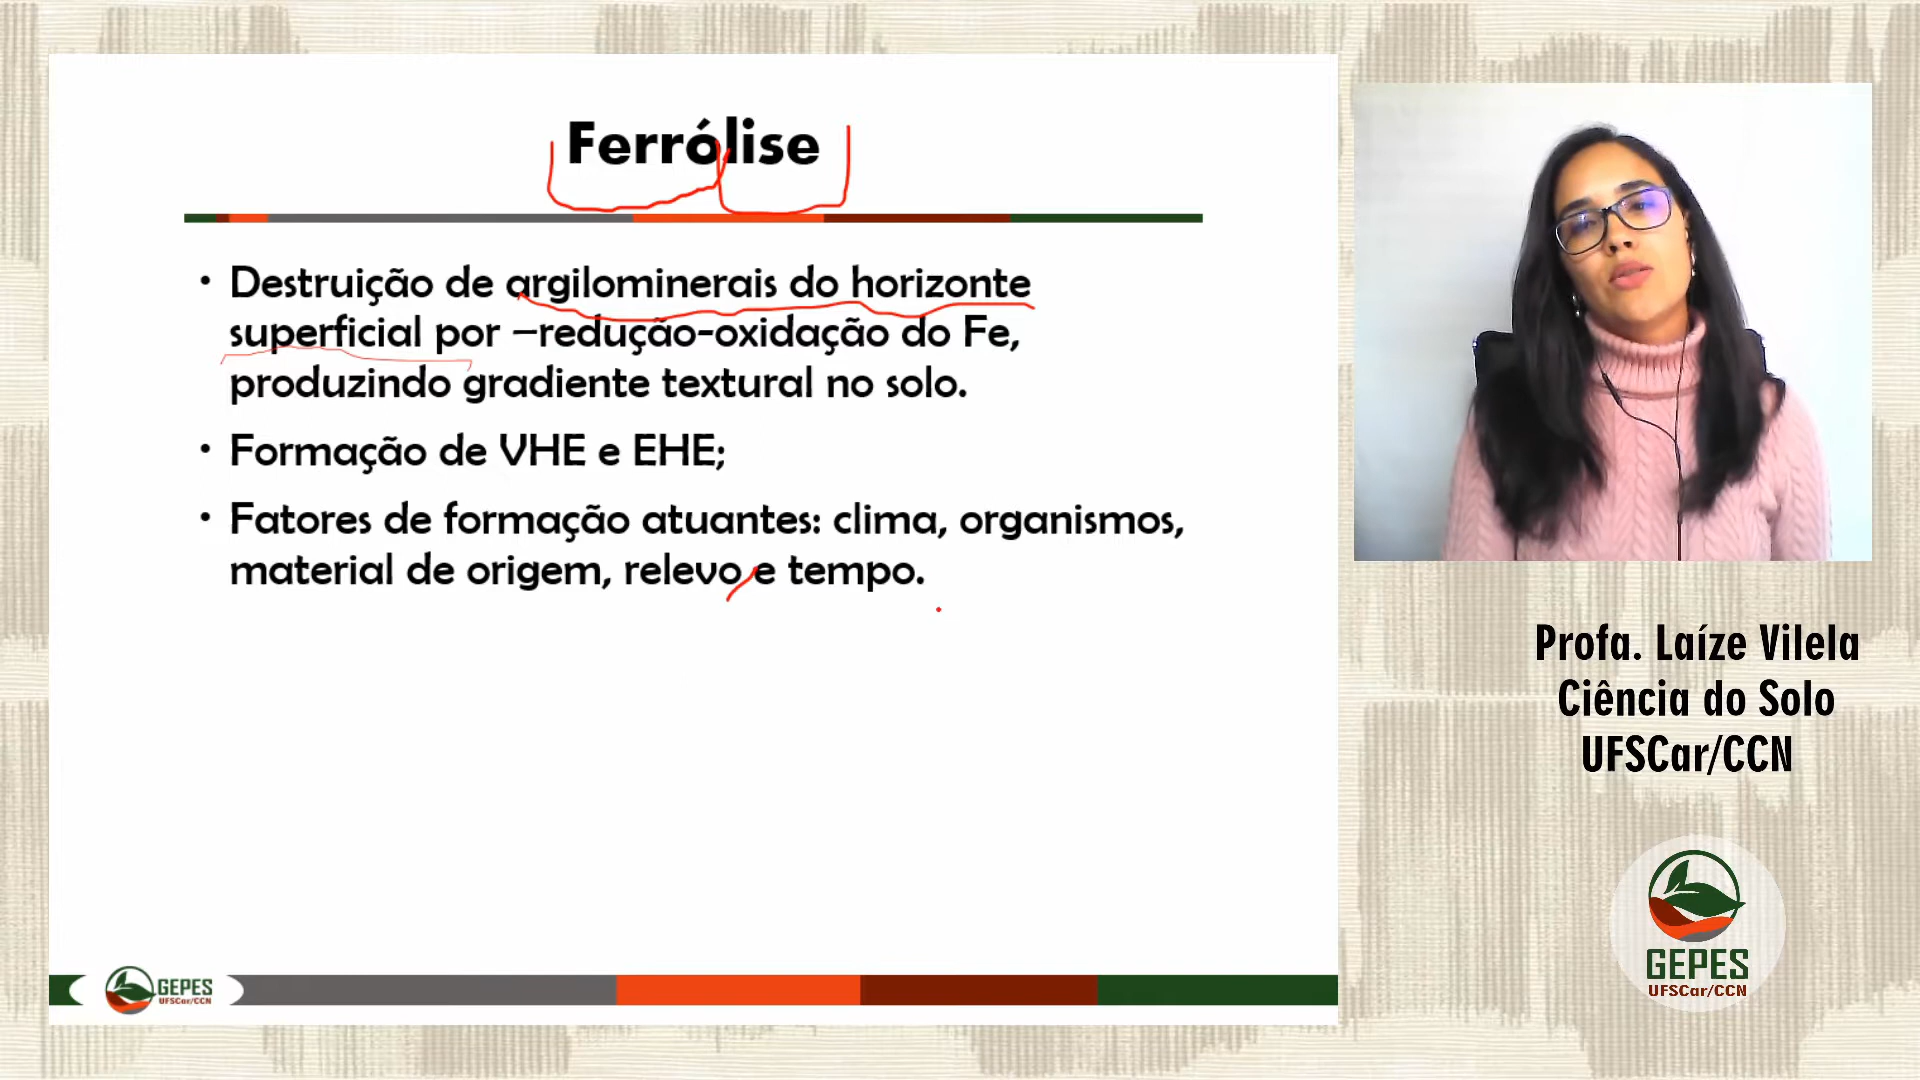 Ferrólise
• Destruição de argilominerais do horizonte
superficial por –redução-oxidação do Fe,
produzindo gradiente textural no solo.
• Formação de VHE e EHE;
• Fatores de formação atuantes: clima, organismos,
material de origem, relevo e tempo.
GEPES
UFSCar/CCN
Profa. Laíze Vilela
Ciência do Solo
UFSCar/CCN
GEPES
UFSCar/CCN